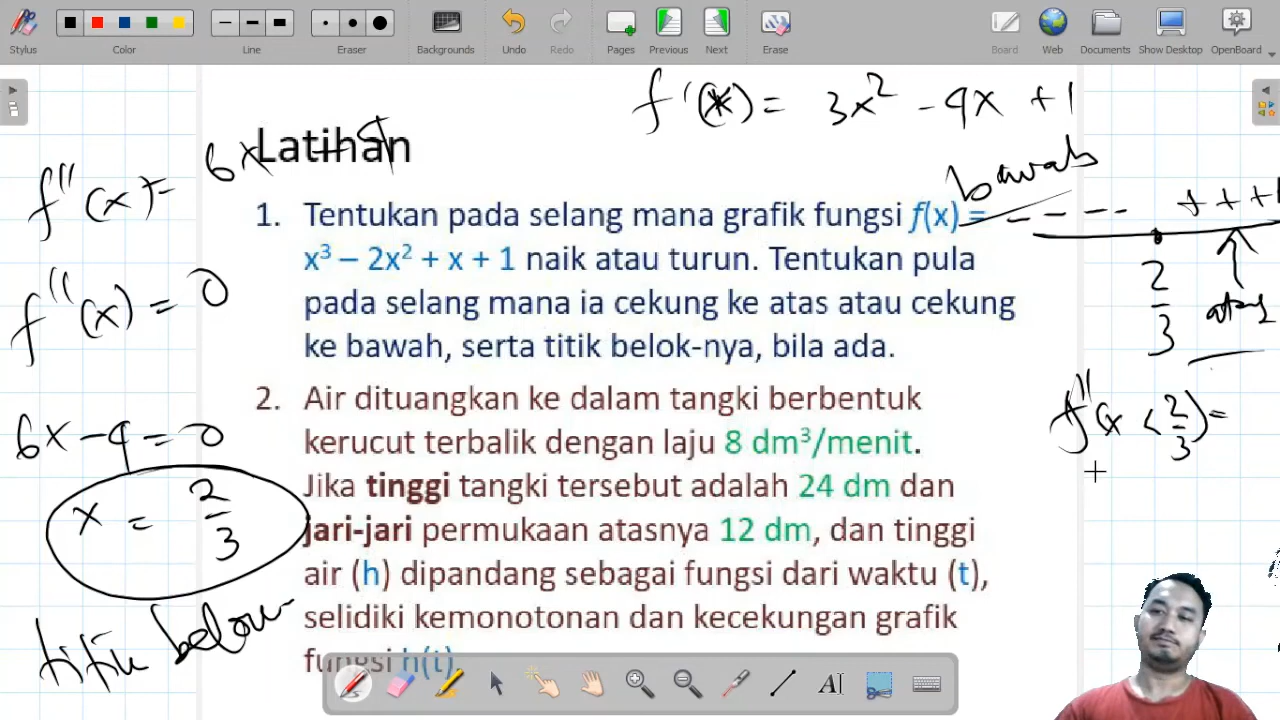 Stylus
Color
Line
Eraser
Backgrounds
Undo
Redo
Pages
Previous
Next
Erase
Board
Web
Documents
Show Desktop
OpenBoard
f'(x) = 3x² - 4x + 1
Latihan
f''(x) = 6x - 4
bawah
- - - - + + + +
2/3
atas
f''(x) = 0
f''(x < 2/3) =
6x - 4 = 0
x = 2/3
titik belok
1. Tentukan pada selang mana grafik fungsi f(x) =
x³ – 2x² + x + 1 naik atau turun. Tentukan pula
pada selang mana ia cekung ke atas atau cekung
ke bawah, serta titik belok-nya, bila ada.
2. Air dituangkan ke dalam tangki berbentuk
kerucut terbalik dengan laju 8 dm³/menit.
Jika tinggi tangki tersebut adalah 24 dm dan
jari-jari permukaan atasnya 12 dm, dan tinggi
air (h) dipandang sebagai fungsi dari waktu (t),
selidiki kemonotonan dan kecekungan grafik
fungsi h(t).